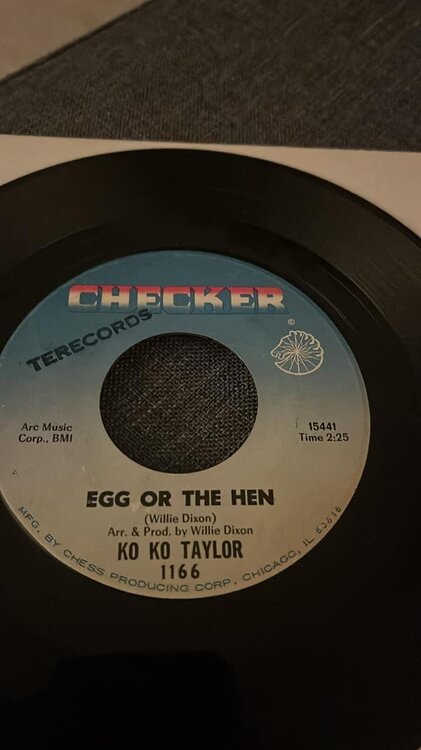 CHECKER
©
TERECORDS
Arc Music
Corp., BMI
15441
Time 2:25
EGG OR THE HEN
(Willie Dixon)
Arr. & Prod. by Willie Dixon
KO KO TAYLOR
1166
MFG. BY CHESS PRODUCING CORP. CHICAGO, IL 63616